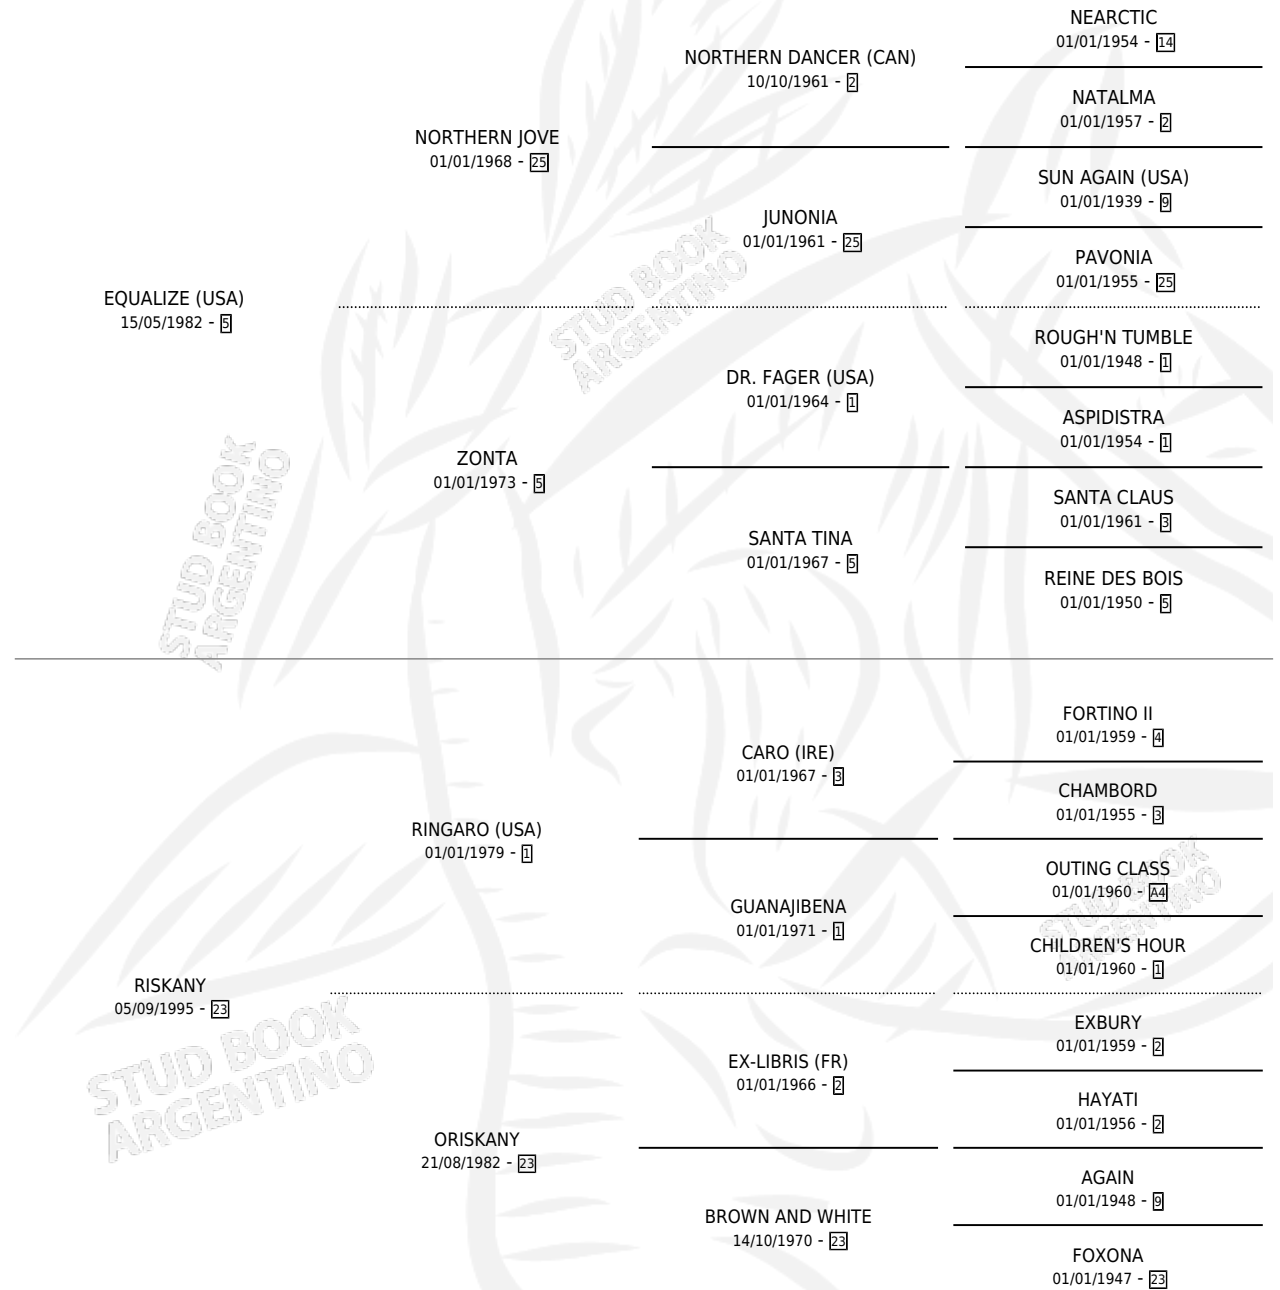 NEARCTIC
01/01/1954 - 14
NORTHERN DANCER (CAN)
10/10/1961 - 2
NATALMA
01/01/1957 - 2
NORTHERN JOVE
01/01/1968 - 25
SUN AGAIN (USA)
01/01/1939 - 9
JUNONIA
01/01/1961 - 25
PAVONIA
01/01/1955 - 25
EQUALIZE (USA)
15/05/1982 - 5
STUD BOOK
ARGENTINO
ROUGH'N TUMBLE
01/01/1948 - 1
DR. FAGER (USA)
01/01/1964 - 1
ASPIDISTRA
01/01/1954 - 1
ZONTA
01/01/1973 - 5
SANTA CLAUS
01/01/1961 - 3
SANTA TINA
01/01/1967 - 5
REINE DES BOIS
01/01/1950 - 5
STUD BOOK
ARGENTINO
FORTINO II
01/01/1959 - 4
CARO (IRE)
01/01/1967 - 3
CHAMBORD
01/01/1955 - 3
RINGARO (USA)
01/01/1979 - 1
OUTING CLASS
01/01/1960 - A4
GUANAJIBENA
01/01/1971 - 1
STUD BOOK
ARGENTINO
CHILDREN'S HOUR
01/01/1960 - 1
RISKANY
05/09/1995 - 23
EXBURY
01/01/1959 - 2
EX-LIBRIS (FR)
01/01/1966 - 2
STUD BOOK
ARGENTINO
HAYATI
01/01/1956 - 2
ORISKANY
21/08/1982 - 23
AGAIN
01/01/1948 - 9
BROWN AND WHITE
14/10/1970 - 23
FOXONA
01/01/1947 - 23